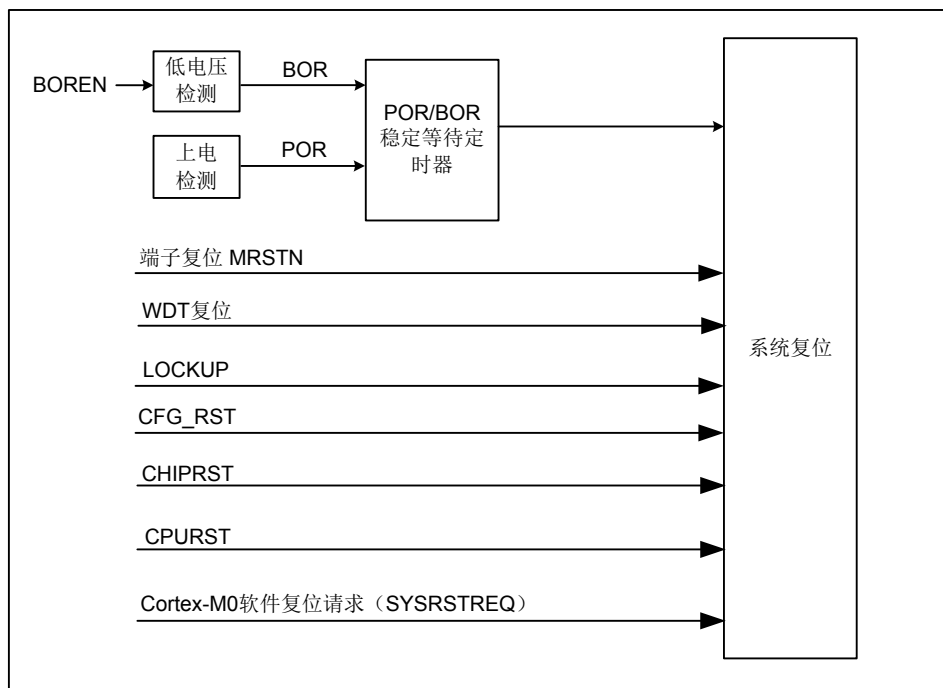 BOREN
低电压
检测
BOR
上电
检测
POR
POR/BOR
稳定等待定
时器
端子复位 MRSTN
WDT复位
LOCKUP
CFG_RST
CHIPRST
CPURST
Cortex-M0软件复位请求（SYSRSTREQ）
系统复位